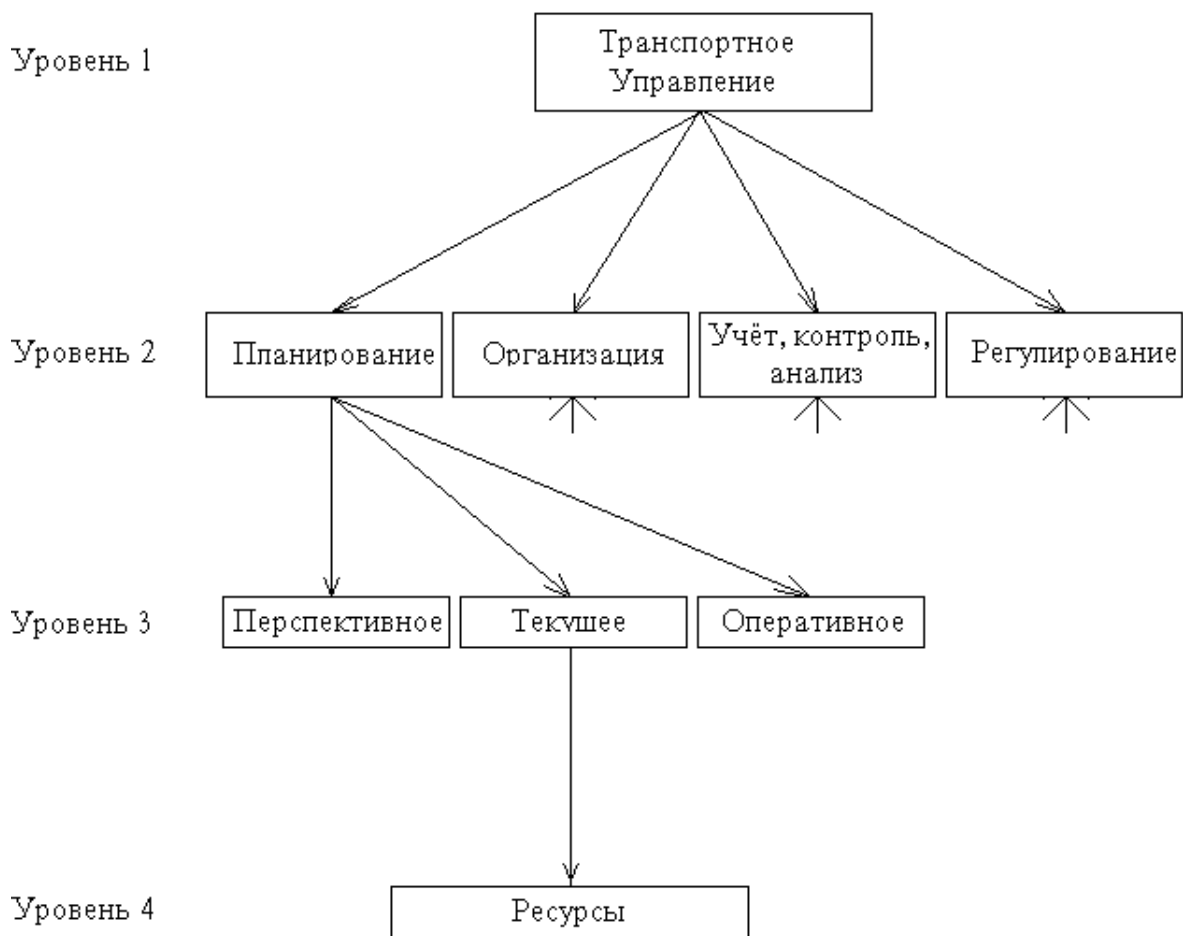 Уровень 1
Транспортное
Управление
Уровень 2
Планирование
Организация
Учёт, контроль,
анализ
Регулирование
Уровень 3
Перспективное
Текущее
Оперативное
Уровень 4
Ресурсы